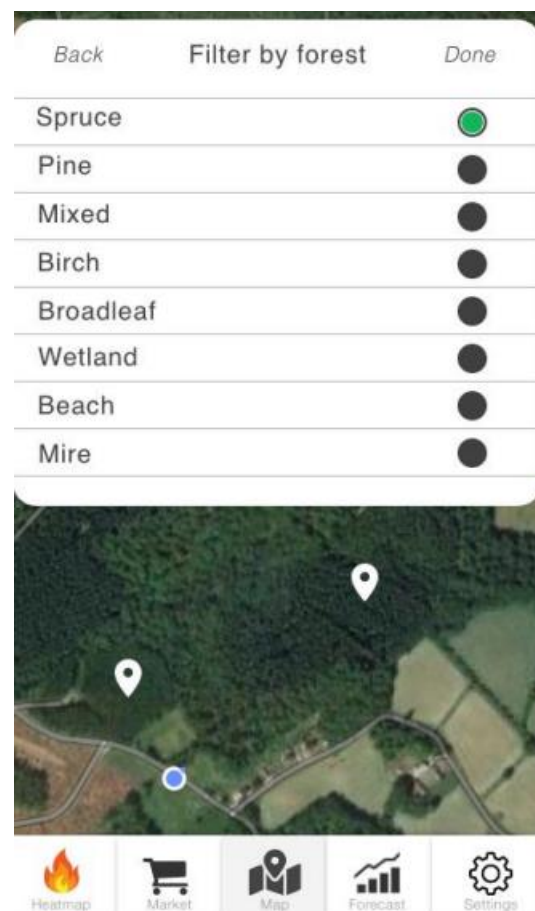 Back Filter by forest Done
Spruce
Pine
Mixed
Birch
Broadleaf
Wetland
Beach
Mire
Heatmap Market Map Forecast Settings